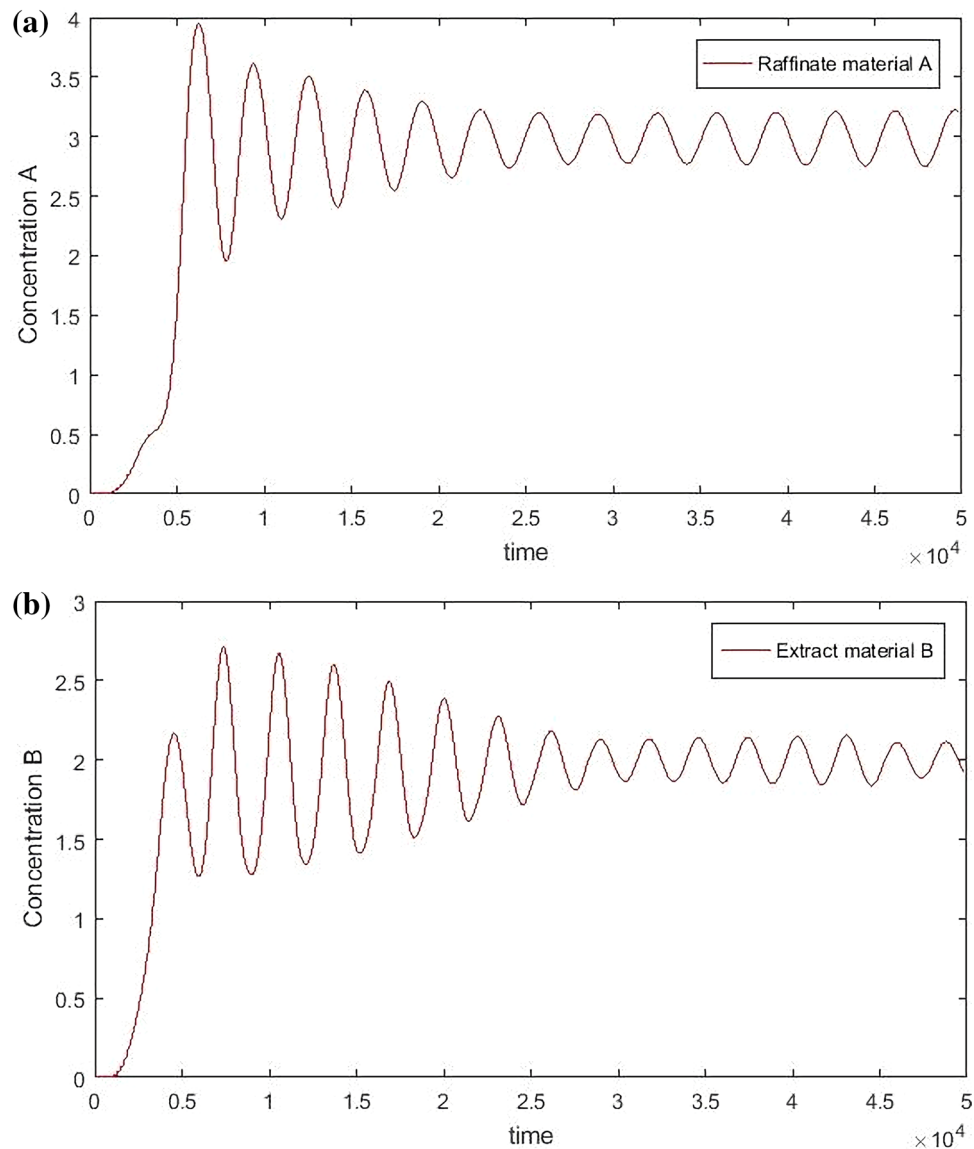 (a)
Concentration A
4
3.5
3
2.5
2
1.5
1
0.5
0
Raffinate material A
0 0.5 1 1.5 2 2.5 3 3.5 4 4.5 5
time
×10⁴
(b)
Concentration B
3
2.5
2
1.5
1
0.5
0
Extract material B
0 0.5 1 1.5 2 2.5 3 3.5 4 4.5 5
time
×10⁴